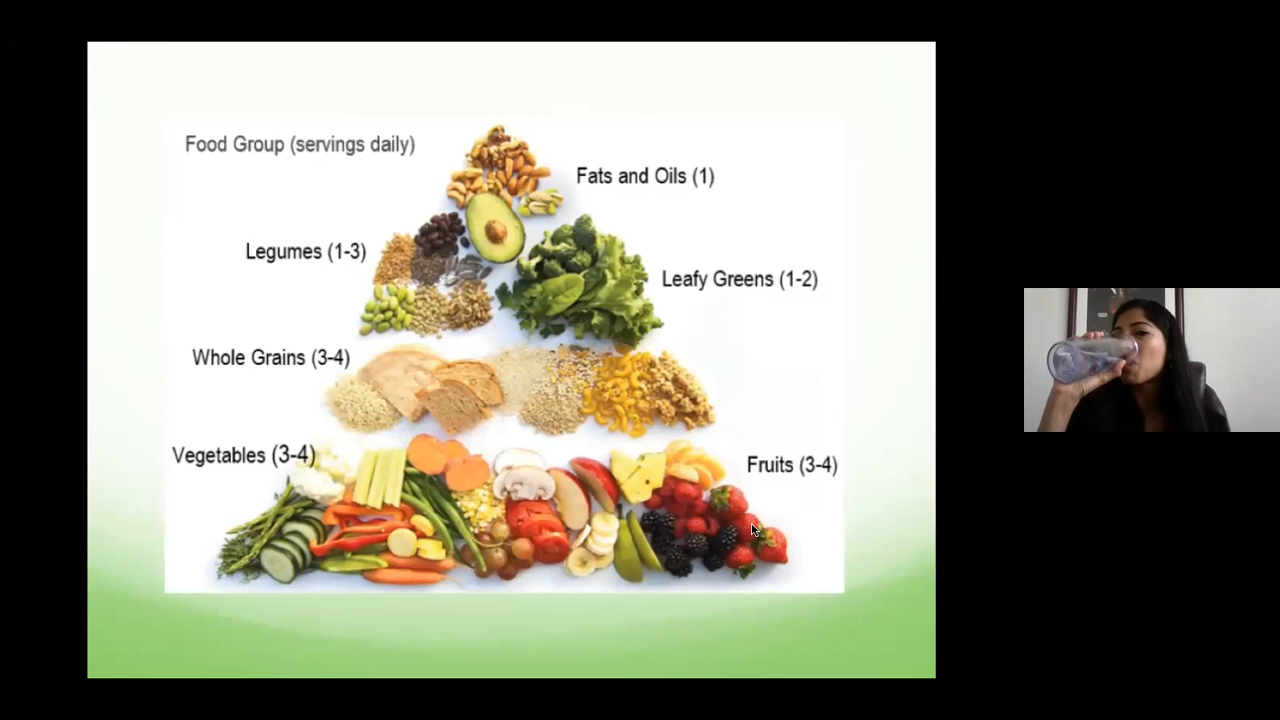 Food Group (servings daily)
Fats and Oils (1)
Legumes (1-3)
Leafy Greens (1-2)
Whole Grains (3-4)
Vegetables (3-4)
Fruits (3-4)